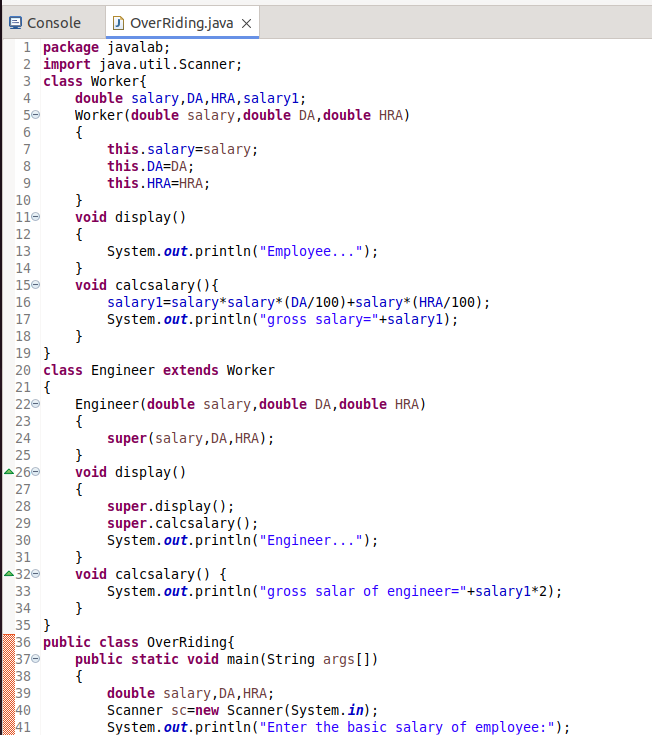 Console OverRiding.java
1 package javalab;
2 import java.util.Scanner;
3 class Worker{
4 double salary,DA,HRA,salary1;
5 Worker(double salary,double DA,double HRA)
6 {
7 this.salary=salary;
8 this.DA=DA;
9 this.HRA=HRA;
10 }
11 void display()
12 {
13 System.out.println("Employee...");
14 }
15 void calcsalary(){
16 salary1=salary*salary*(DA/100)+salary*(HRA/100);
17 System.out.println("gross salary="+salary1);
18 }
19 }
20 class Engineer extends Worker
21 {
22 Engineer(double salary,double DA,double HRA)
23 {
24 super(salary,DA,HRA);
25 }
26 void display()
27 {
28 super.display();
29 super.calcsalary();
30 System.out.println("Engineer...");
31 }
32 void calcsalary() {
33 System.out.println("gross salar of engineer="+salary1*2);
34 }
35 }
36 public class OverRiding{
37 public static void main(String args[])
38 {
39 double salary,DA,HRA;
40 Scanner sc=new Scanner(System.in);
41 System.out.println("Enter the basic salary of employee:");